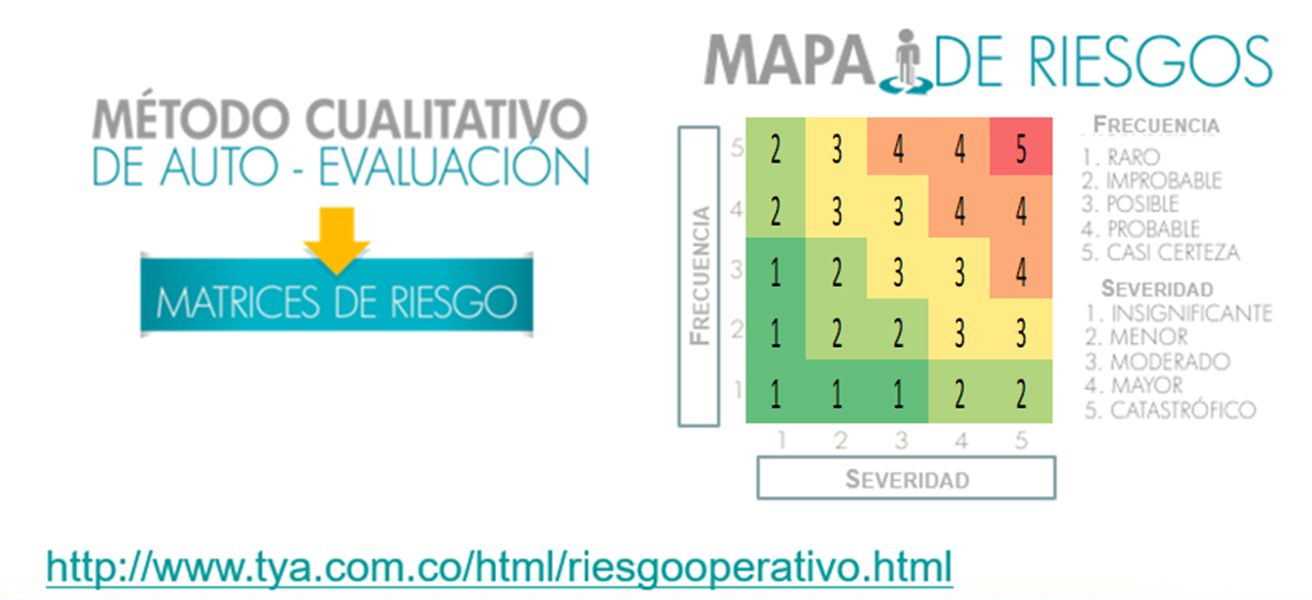 MÉTODO CUALITATIVO
DE AUTO - EVALUACIÓN
MATRICES DE RIESGO
MAPA DE RIESGOS
FRECUENCIA
5 2 3 4 4 5
4 2 3 3 4 4
3 1 2 3 3 4
2 1 2 2 3 3
1 1 1 1 2 2
1 2 3 4 5
SEVERIDAD
FRECUENCIA
1. RARO
2. IMPROBABLE
3. POSIBLE
4. PROBABLE
5. CASI CERTEZA
SEVERIDAD
1. INSIGNIFICANTE
2. MENOR
3. MODERADO
4. MAYOR
5. CATASTRÓFICO
http://www.tya.com.co/html/riesgooperativo.html